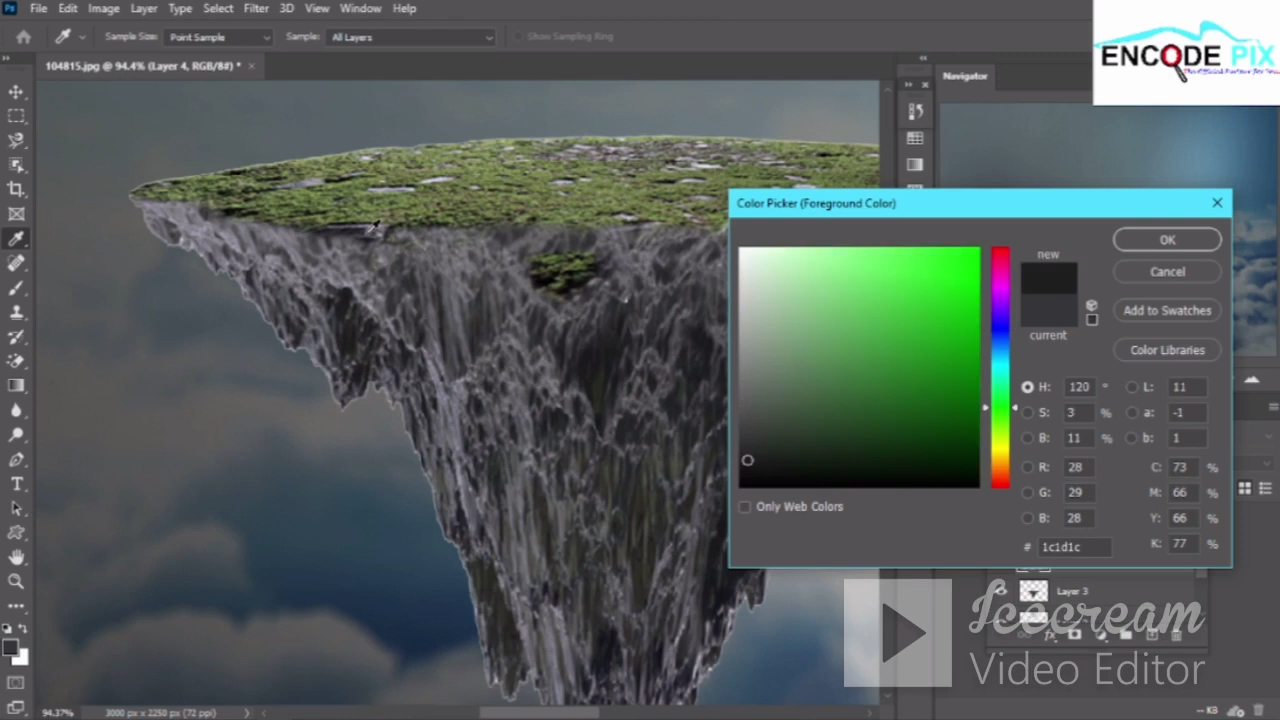 Ps File Edit Image Layer Type Select Filter 3D View Window Help
Sample Size: Point Sample Sample: All Layers Show Sampling Ring
104815.jpg @ 94.4% (Layer 4, RGB/8#) * ×
ENCODE PIX
Navigator
Color Picker (Foreground Color)
new
current
OK
Cancel
Add to Swatches
Color Libraries
H: 120 ° L: 11
S: 3 % a: -1
B: 11 % b: 1
R: 28 C: 73 %
G: 29 M: 66 %
B: 28 Y: 66 %
# 1c1d1c K: 77 %
Only Web Colors
Layer 3
Icecream
Video Editor
94.37% 3000 px x 2250 px (72 ppi)
-- KB